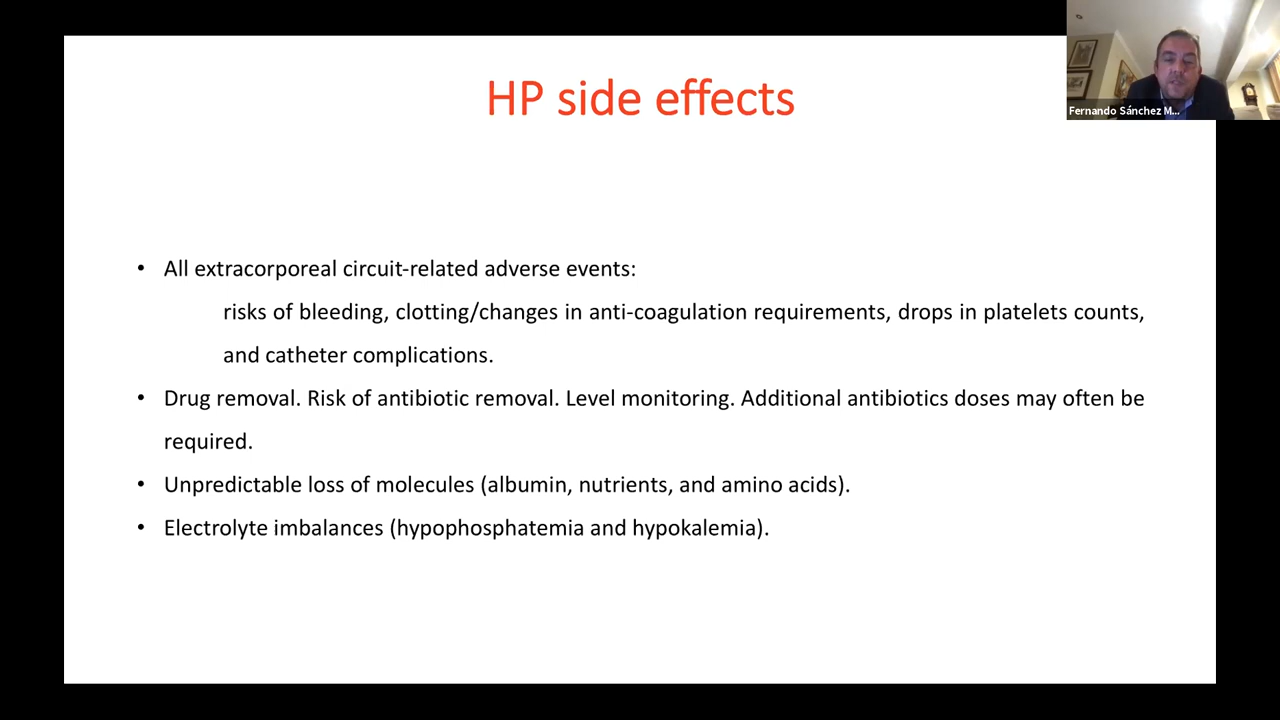 HP side effects
Fernando Sánchez M...
• All extracorporeal circuit-related adverse events:
risks of bleeding, clotting/changes in anti-coagulation requirements, drops in platelets counts,
and catheter complications.
• Drug removal. Risk of antibiotic removal. Level monitoring. Additional antibiotics doses may often be
required.
• Unpredictable loss of molecules (albumin, nutrients, and amino acids).
• Electrolyte imbalances (hypophosphatemia and hypokalemia).